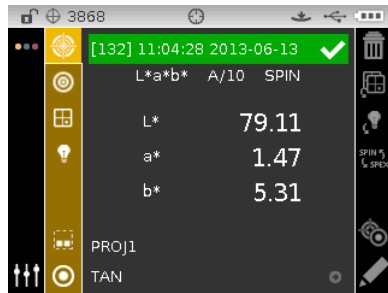 3868
[132] 11:04:28 2013-06-13
L*a*b* A/10 SPIN
L* 79.11
a* 1.47
b* 5.31
SPIN
SPEX
PROJ1
TAN